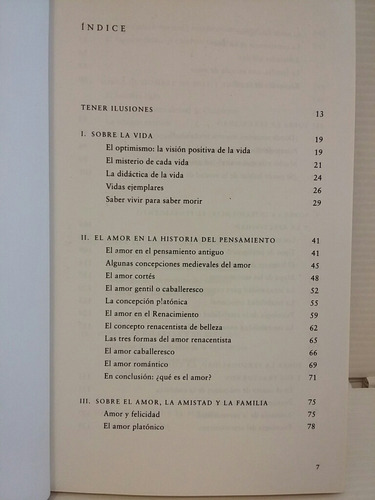 ÍNDICE
TENER ILUSIONES 13
I. SOBRE LA VIDA 19
El optimismo: la visión positiva de la vida 19
El misterio de cada vida 21
La didáctica de la vida 24
Vidas ejemplares 26
Saber vivir para saber morir 29
II. EL AMOR EN LA HISTORIA DEL PENSAMIENTO 41
El amor en el pensamiento antiguo 41
Algunas concepciones medievales del amor 45
El amor cortés 48
El amor gentil o caballeresco 52
La concepción platónica 55
El amor en el Renacimiento 59
El concepto renacentista de belleza 62
Las tres formas del amor renacentista 65
El amor caballeresco 66
El amor romántico 69
En conclusión: ¿qué es el amor? 71
III. SOBRE EL AMOR, LA AMISTAD Y LA FAMILIA 75
Amor y felicidad 75
El amor platónico 78
7